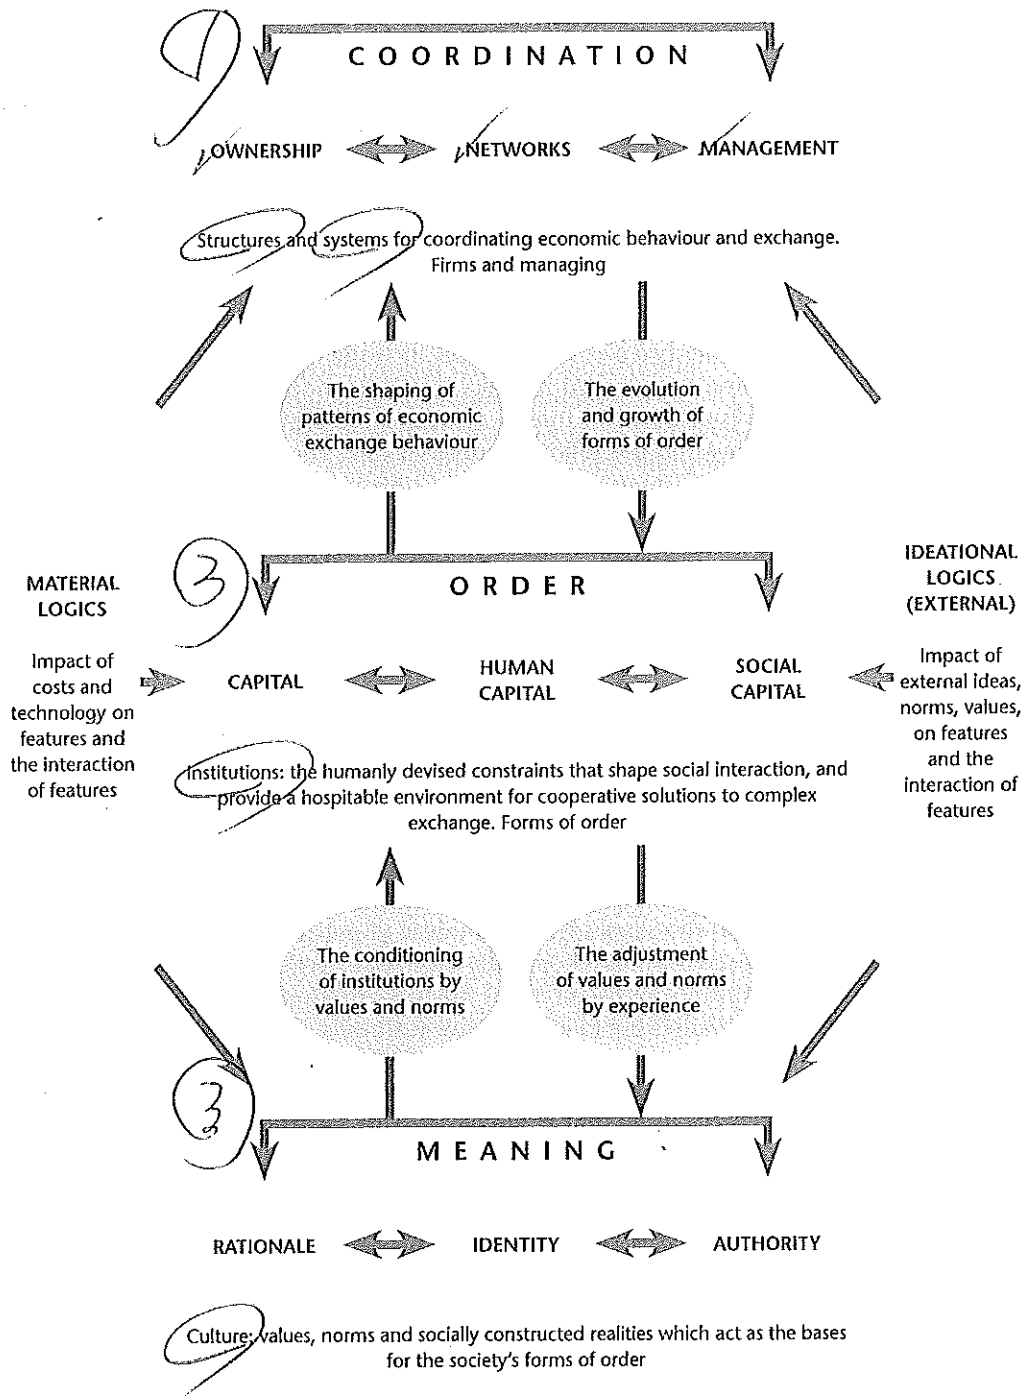 1
COORDINATION
OWNERSHIP NETWORKS MANAGEMENT
Structures and systems for coordinating economic behaviour and exchange.
Firms and managing
The shaping of
patterns of economic
exchange behaviour
The evolution
and growth of
forms of order
3
ORDER
MATERIAL
LOGICS
Impact of
costs and
technology on
features and
the interaction
of features
CAPITAL
HUMAN
CAPITAL
SOCIAL
CAPITAL
IDEATIONAL
LOGICS
(EXTERNAL)
Impact of
external ideas,
norms, values,
on features
and the
interaction of
features
Institutions: the humanly devised constraints that shape social interaction, and
provide a hospitable environment for cooperative solutions to complex
exchange. Forms of order
The conditioning
of institutions by
values and norms
The adjustment
of values and norms
by experience
3
MEANING
RATIONALE IDENTITY AUTHORITY
Culture: values, norms and socially constructed realities which act as the bases
for the society's forms of order